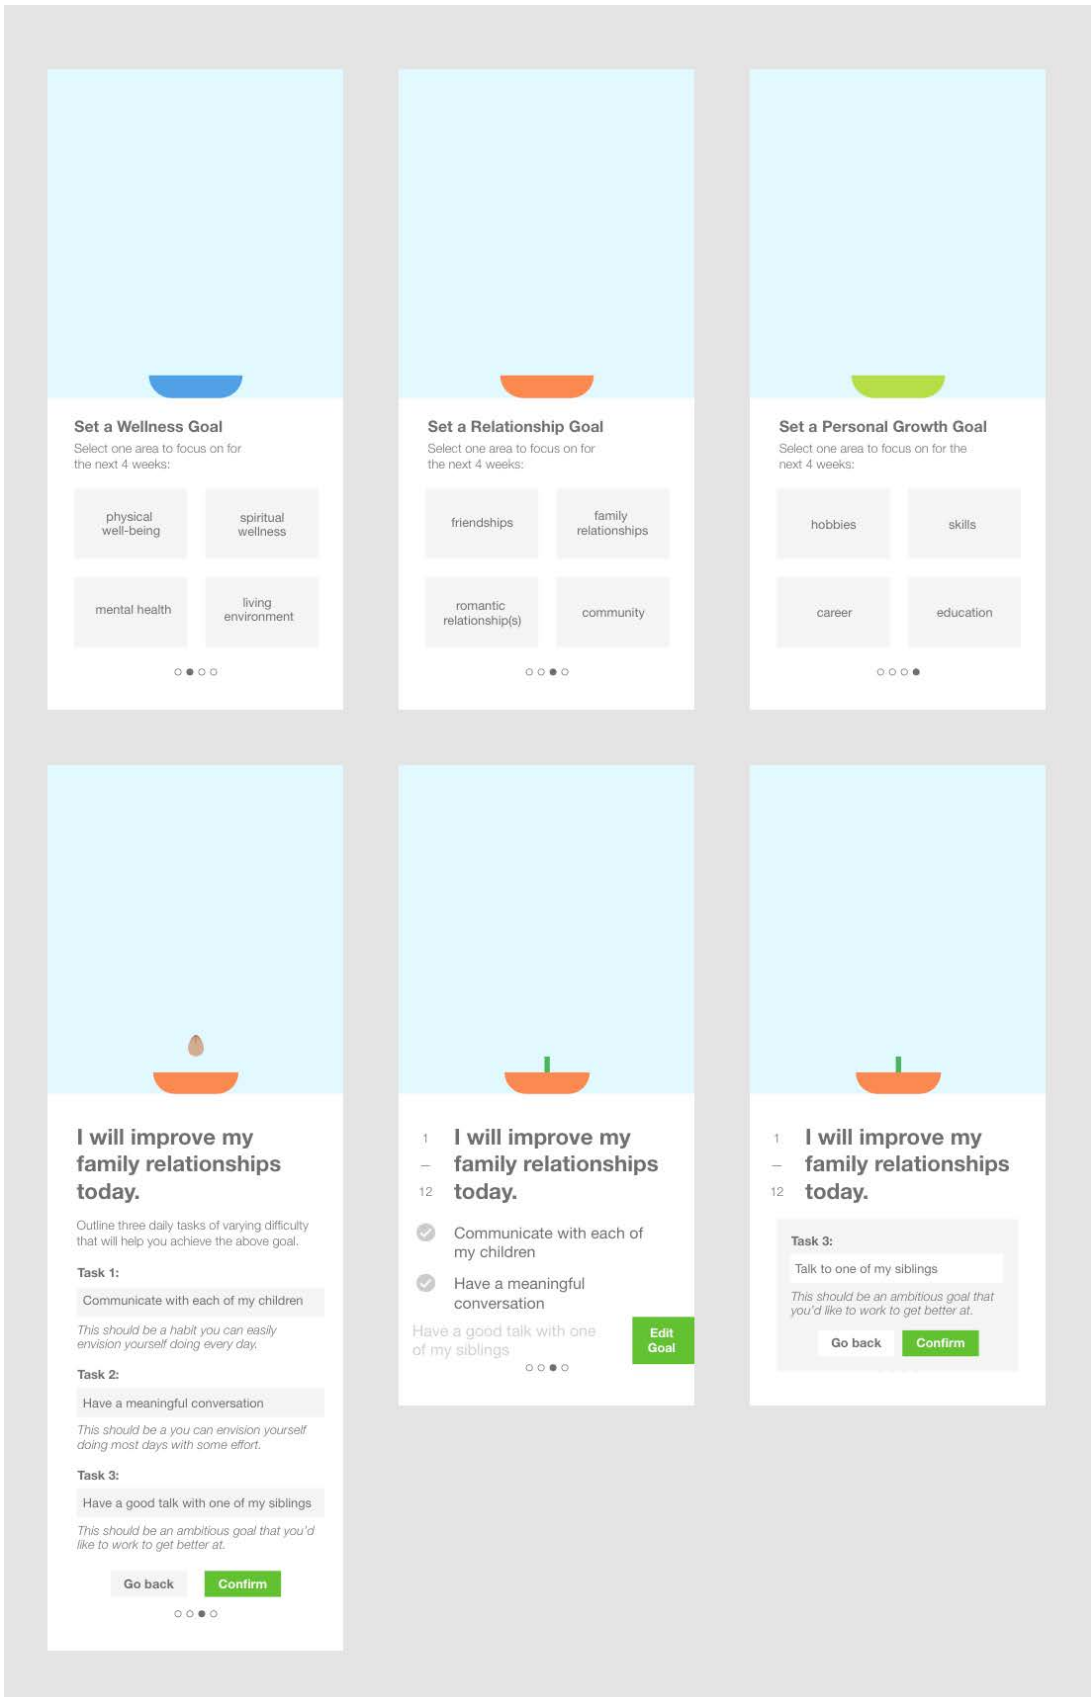 Set a Wellness Goal
Select one area to focus on for
the next 4 weeks:
physical
well-being
spiritual
wellness
mental health
living
environment
Set a Relationship Goal
Select one area to focus on for
the next 4 weeks:
friendships
family
relationships
romantic
relationship(s)
community
Set a Personal Growth Goal
Select one area to focus on for the
next 4 weeks:
hobbies
skills
career
education
I will improve my
family relationships
today.
Outline three daily tasks of varying difficulty
that will help you achieve the above goal.
Task 1:
Communicate with each of my children
This should be a habit you can easily
envision yourself doing every day.
Task 2:
Have a meaningful conversation
This should be a you can envision yourself
doing most days with some effort.
Task 3:
Have a good talk with one of my siblings
This should be an ambitious goal that you'd
like to work to get better at.
Go back
Confirm
1
—
12
I will improve my
family relationships
today.
Communicate with each of
my children
Have a meaningful
conversation
Have a good talk with one
of my siblings
Edit
Goal
1
—
12
I will improve my
family relationships
today.
Task 3:
Talk to one of my siblings
This should be an ambitious goal that
you'd like to work to get better at.
Go back
Confirm